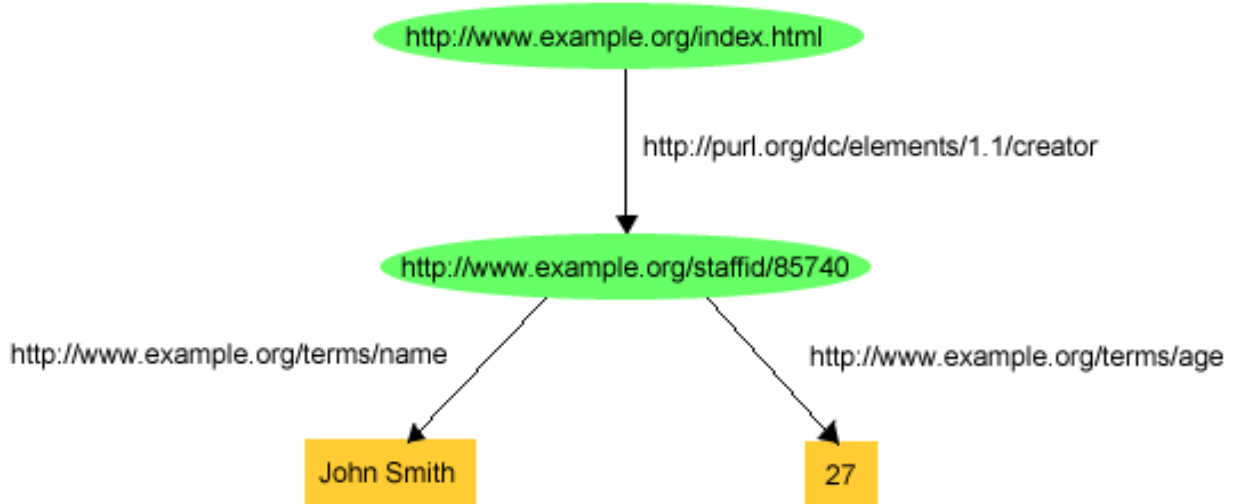 http://www.example.org/index.html
http://purl.org/dc/elements/1.1/creator
http://www.example.org/staffid/85740
http://www.example.org/terms/name
http://www.example.org/terms/age
John Smith
27